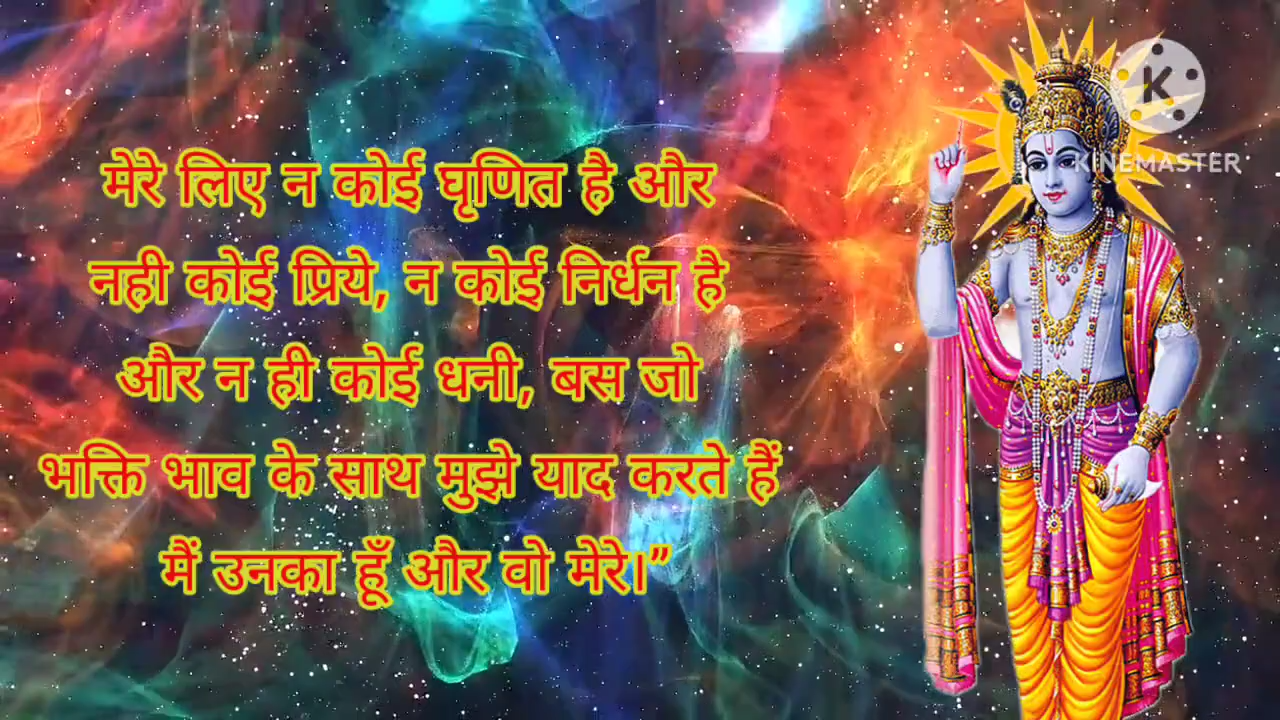 मेरे लिए न कोई घृणित है और
नही कोई प्रिये, न कोई निर्धन है
और न ही कोई धनी, बस जो
भक्ति भाव के साथ मुझे याद करते हैं
मैं उनका हूँ और वो मेरे।”
K
KINEMASTER